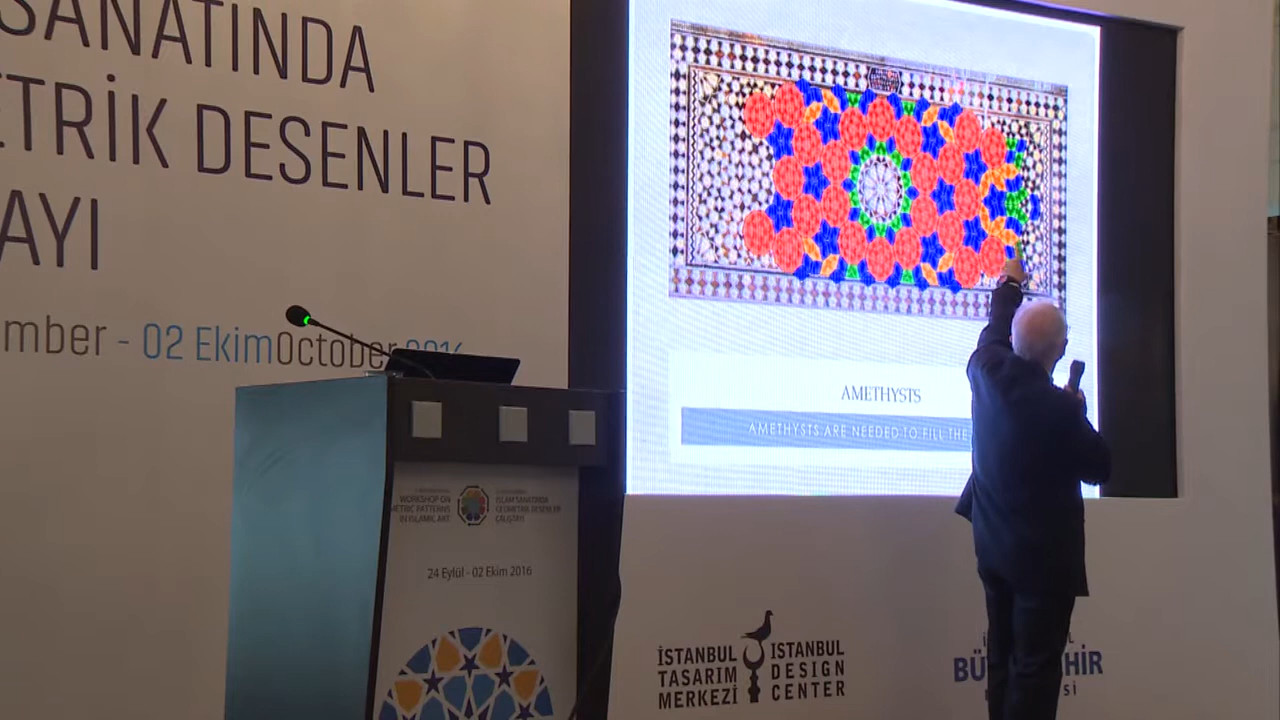 SANATINDA
ETRİK DESENLER
AYI
ember - 02 Ekim October 2016
AMETHYSTS
AMETHYSTS ARE NEEDED TO FILL THE
WORKSHOP ON
METRIC PATTERNS
IN ISLAMIC ART
İSLAM SANATINDA
GEOMETRİK DESENLER
ÇALIŞTAYI
24 Eylül - 02 Ekim 2016
İSTANBUL
TASARIM
MERKEZİ
ISTANBUL
DESIGN
CENTER